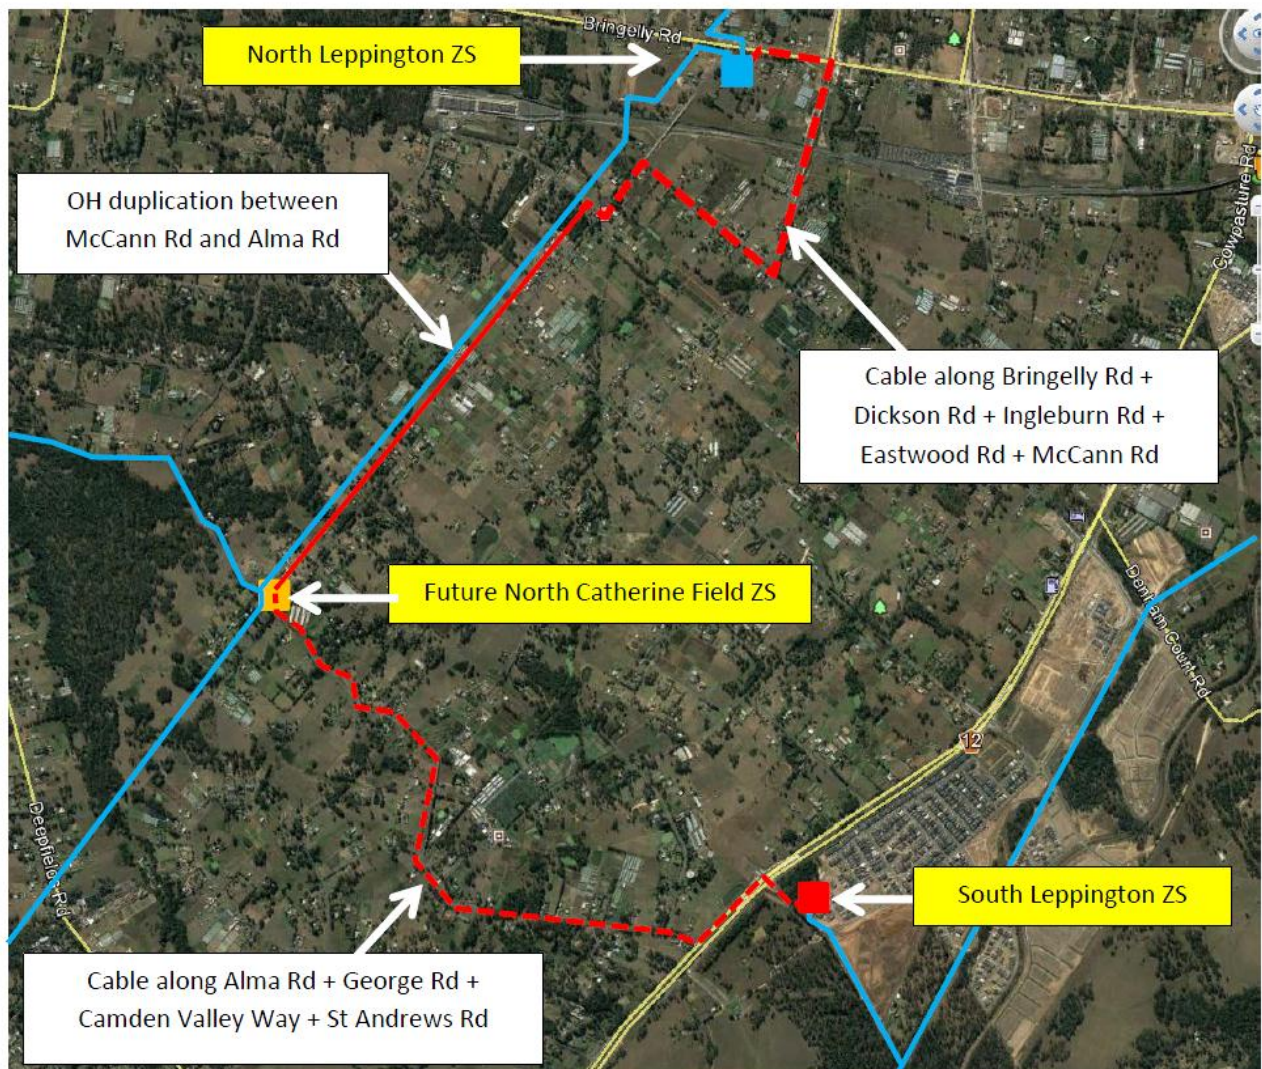 Bringelly Rd
North Leppington ZS
Cowpasture Rd
OH duplication between
McCann Rd and Alma Rd
Cable along Bringelly Rd +
Dickson Rd + Ingleburn Rd +
Eastwood Rd + McCann Rd
Future North Catherine Field ZS
Denham Court Rd
12
Deepfields Rd
South Leppington ZS
Cable along Alma Rd + George Rd +
Camden Valley Way + St Andrews Rd